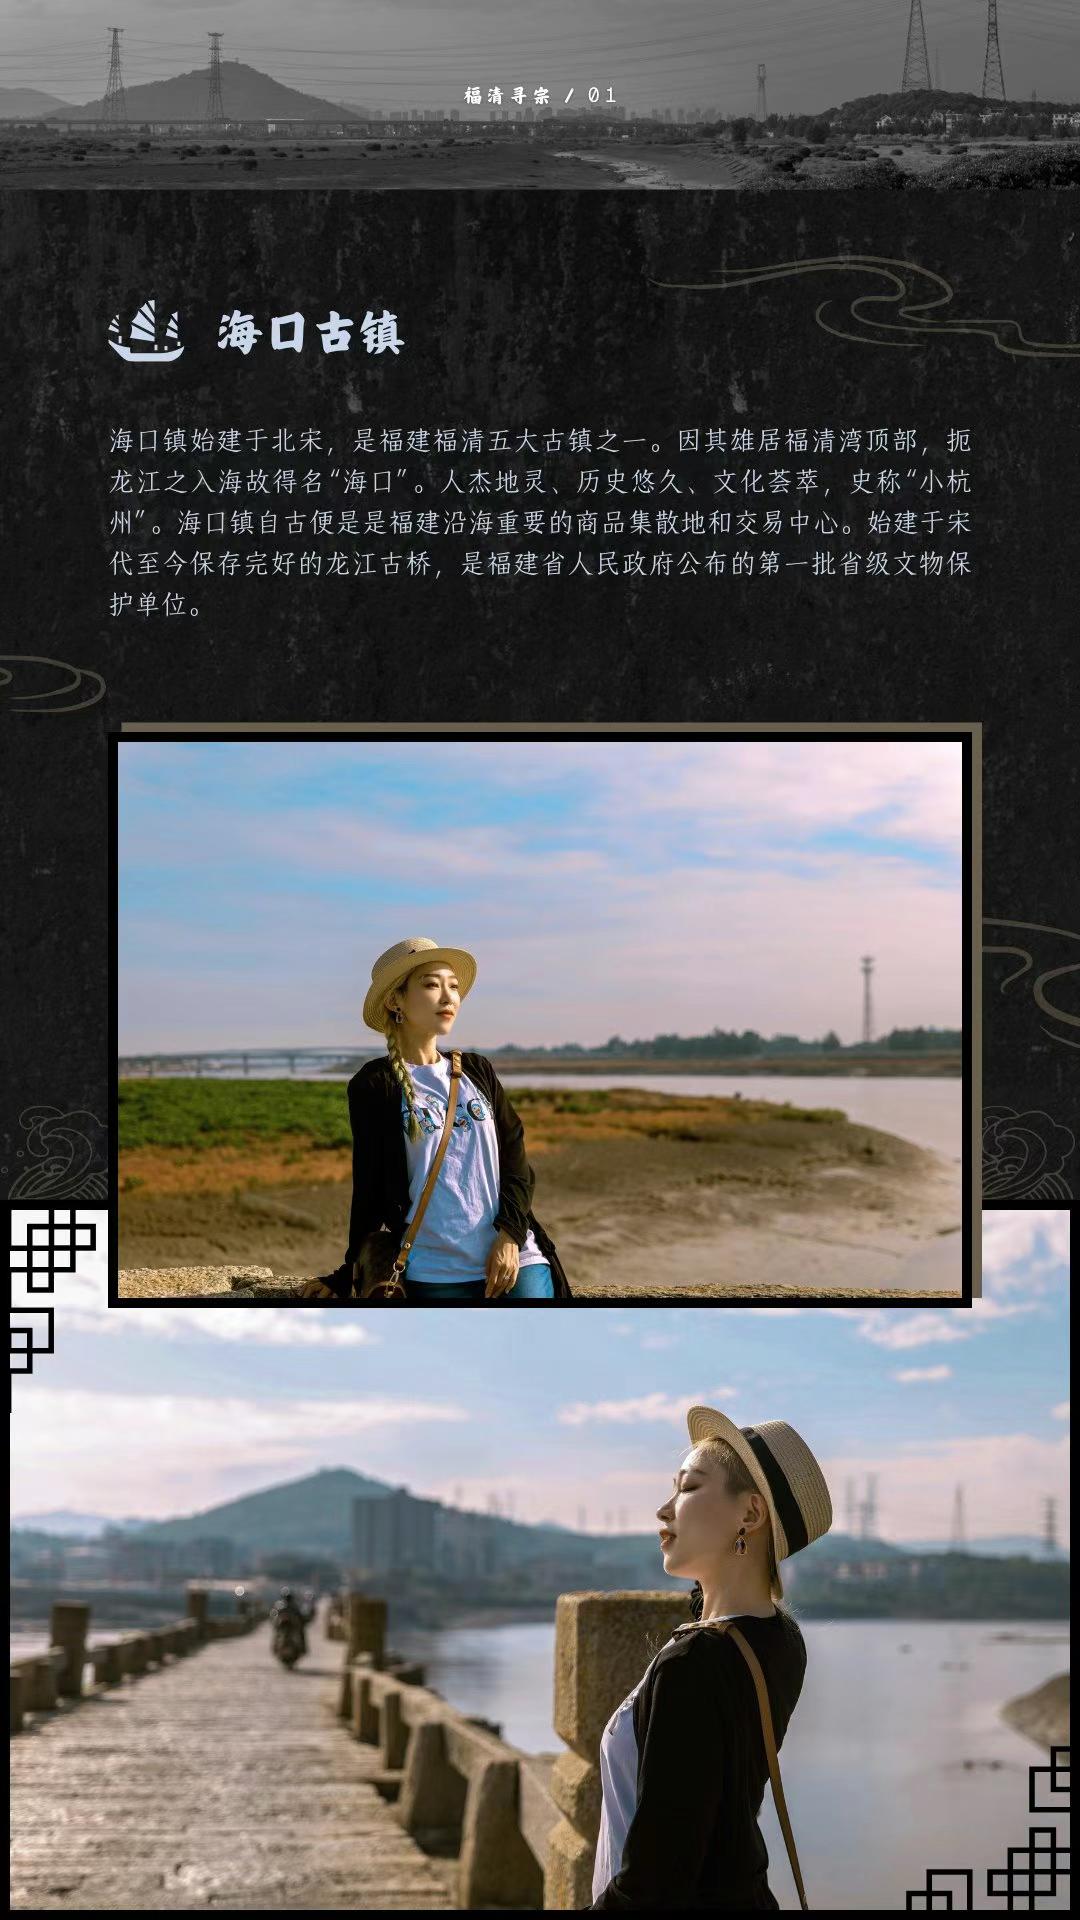 福清寻宗 / 01
海口古镇
海口镇始建于北宋，是福建福清五大古镇之一。因其雄居福清湾顶部，扼
龙江之入海故得名“海口”。人杰地灵、历史悠久、文化荟萃，史称“小杭
州”。海口镇自古便是是福建沿海重要的商品集散地和交易中心。始建于宋
代至今保存完好的龙江古桥，是福建省人民政府公布的第一批省级文物保
护单位。